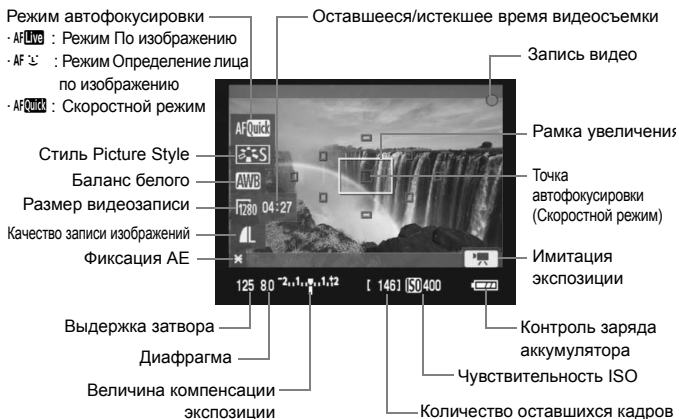 Режим автофокусировки
· AF Live : Режим По изображению
· AF : Режим Определение лица
по изображению
· AF Quick : Скоростной режим
Оставшееся/истекшее время видеосъемки
Запись видео
Рамка увеличения
Точка
автофокусировки
(Скоростной режим)
Имитация
экспозиции
Контроль заряда
аккумулятора
Чувствительность ISO
Количество оставшихся кадров
Стиль Picture Style
Баланс белого
Размер видеозаписи
Качество записи изображений
Фиксация AE
Выдержка затвора
Диафрагма
Величина компенсации
экспозиции
AF Quick
S
AWB
1280 04:27
L
125 8.0 -2..1..▼..1.+2 [ 146] ISO 400